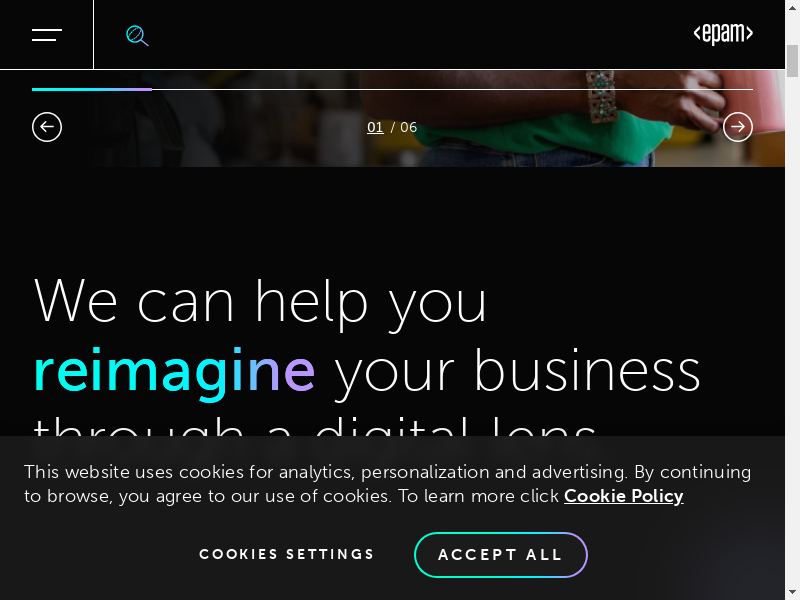 <epam>
01 / 06
We can help you
reimagine your business
through a digital lens
This website uses cookies for analytics, personalization and advertising. By continuing
to browse, you agree to our use of cookies. To learn more click Cookie Policy
COOKIES SETTINGS
ACCEPT ALL